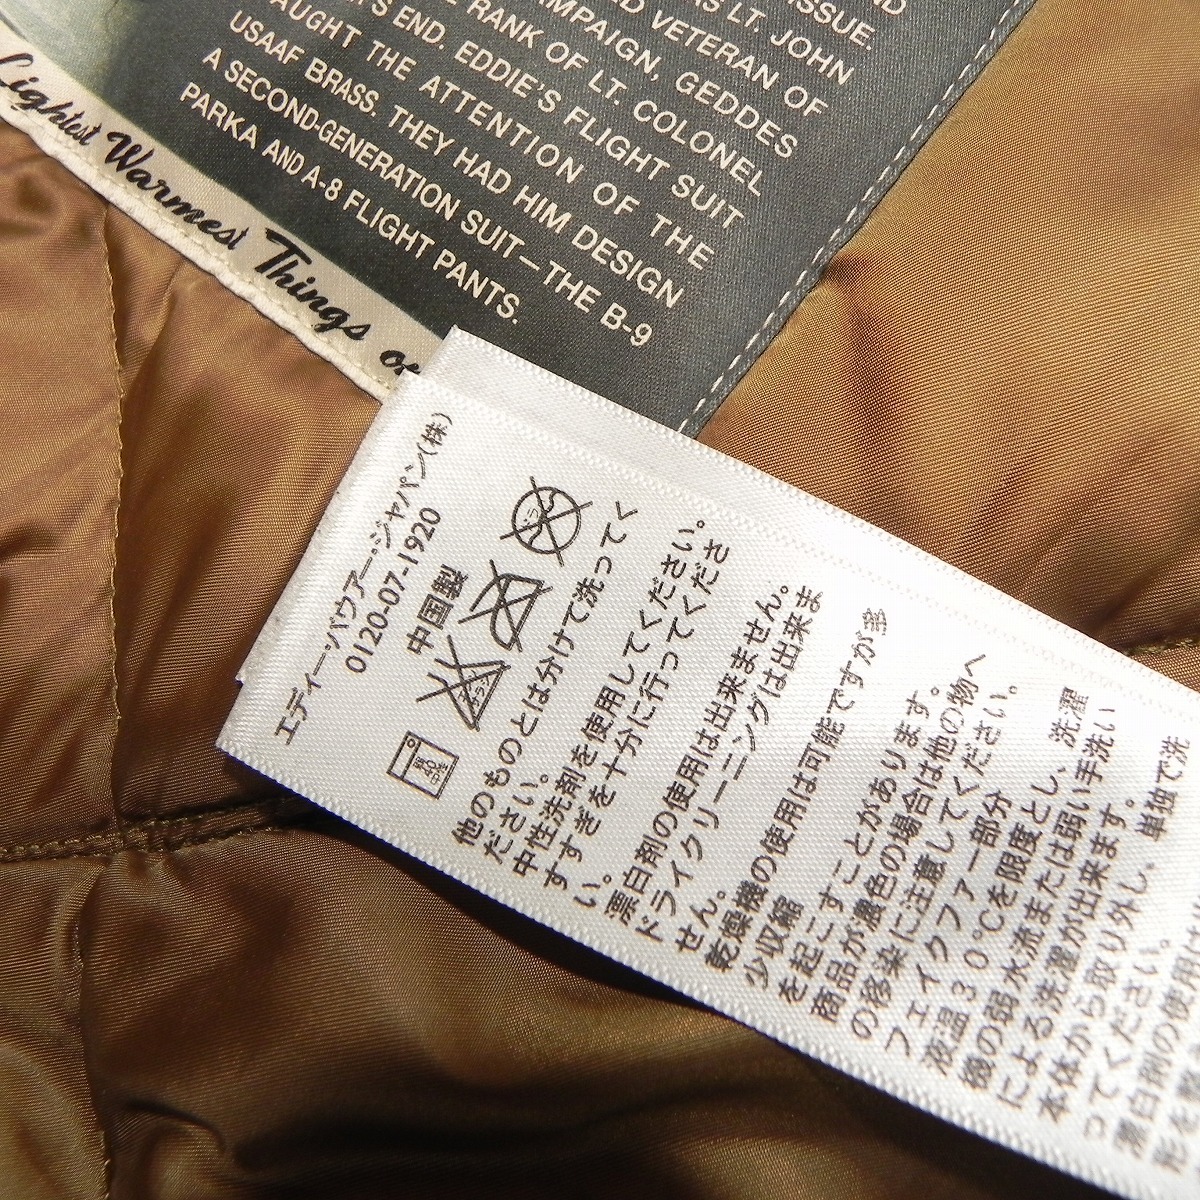 ISSUE.
LT. JOHN
VETERAN OF
CAMPAIGN, GEDDES
RANK OF LT. COLONEL
END. EDDIE'S FLIGHT SUIT
THE ATTENTION OF THE
USAAF BRASS. THEY HAD HIM DESIGN
A SECOND-GENERATION SUIT—THE B-9
PARKA AND A-8 FLIGHT PANTS.
Lightest Warmest Things of
エディー・バウアー・ジャパン(株)
0120-07-1920
中国製
40
中性
他のものとは分けて洗ってく
ださい。
中性洗剤を使用してください。
すすぎを十分に行ってくださ
い。
漂白剤の使用は出来ません。
ドライクリーニングは出来ま
せん。
乾燥機の使用は可能ですが多
少収縮
を起こすことがあります。
商品が濃色の場合は他の物へ
の移染に注意してください。
フェイクファー部分
液温30℃を限度とし、洗濯
機の弱水流または弱い手洗い
による洗濯が出来ます。
本体から取り外し、単独で洗
ってください。
漂白剤の使用